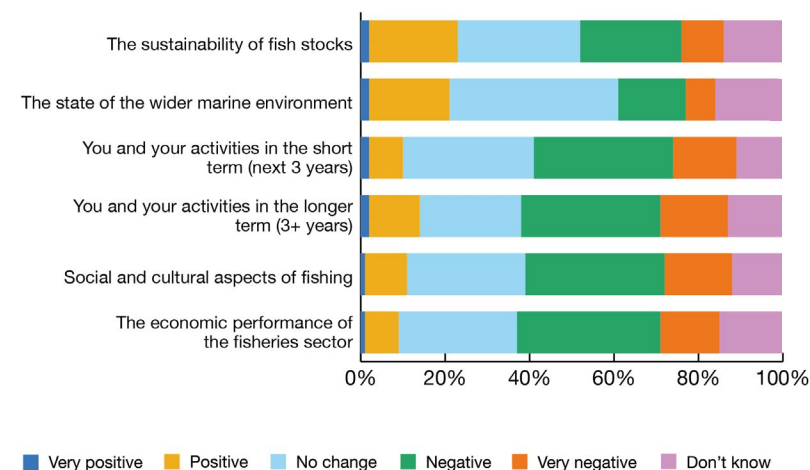 The sustainability of fish stocks
The state of the wider marine environment
You and your activities in the short
term (next 3 years)
You and your activities in the longer
term (3+ years)
Social and cultural aspects of fishing
The economic performance of
the fisheries sector
0% 20% 40% 60% 80% 100%
Very positive Positive No change Negative Very negative Don’t know